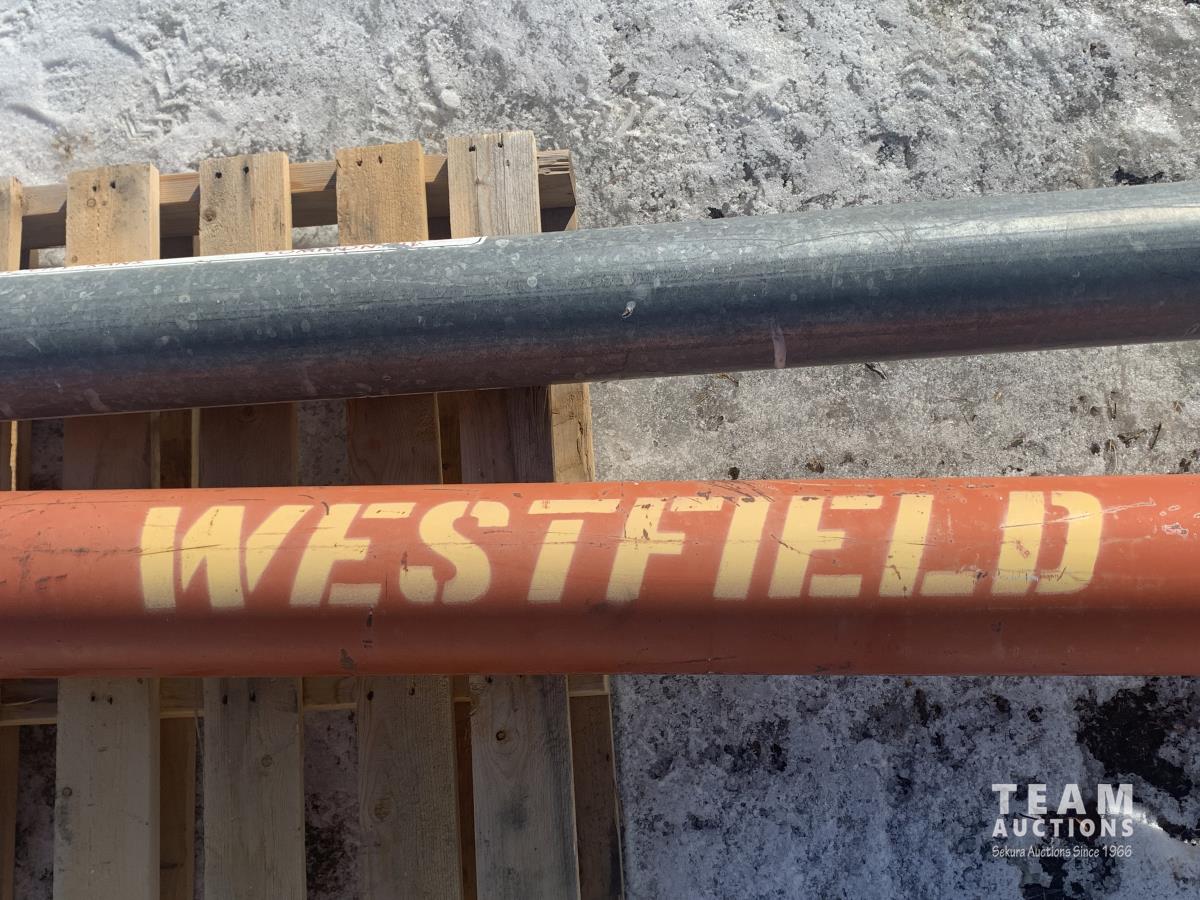 WESTFIELD
TEAM
AUCTIONS
Sekura Auctions Since 1966